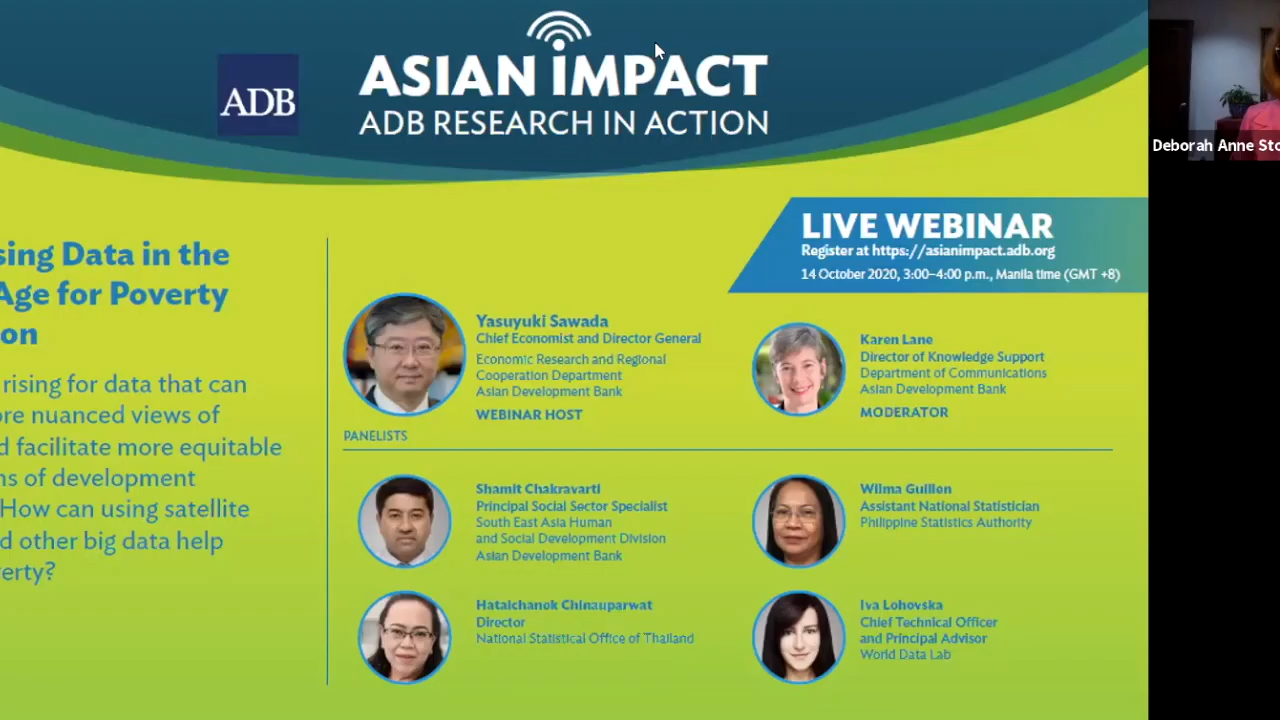 ADB
ASIAN IMPACT
ADB RESEARCH IN ACTION
Deborah Anne
LIVE WEBINAR
Register at https://asianimpact.adb.org
14 October 2020, 3:00–4:00 p.m., Manila time (GMT +8)
sing Data in the
Age for Poverty
on
rising for data that can
ore nuanced views of
d facilitate more equitable
ns of development
How can using satellite
d other big data help
erty?
Yasuyuki Sawada
Chief Economist and Director General
Economic Research and Regional
Cooperation Department
Asian Development Bank
WEBINAR HOST
Karen Lane
Director of Knowledge Support
Department of Communications
Asian Development Bank
MODERATOR
PANELISTS
Shamit Chakravarti
Principal Social Sector Specialist
South East Asia Human
and Social Development Division
Asian Development Bank
Wilma Guillen
Assistant National Statistician
Philippine Statistics Authority
Hataichanok Chinauparwat
Director
National Statistical Office of Thailand
Iva Lohovska
Chief Technical Officer
and Principal Advisor
World Data Lab